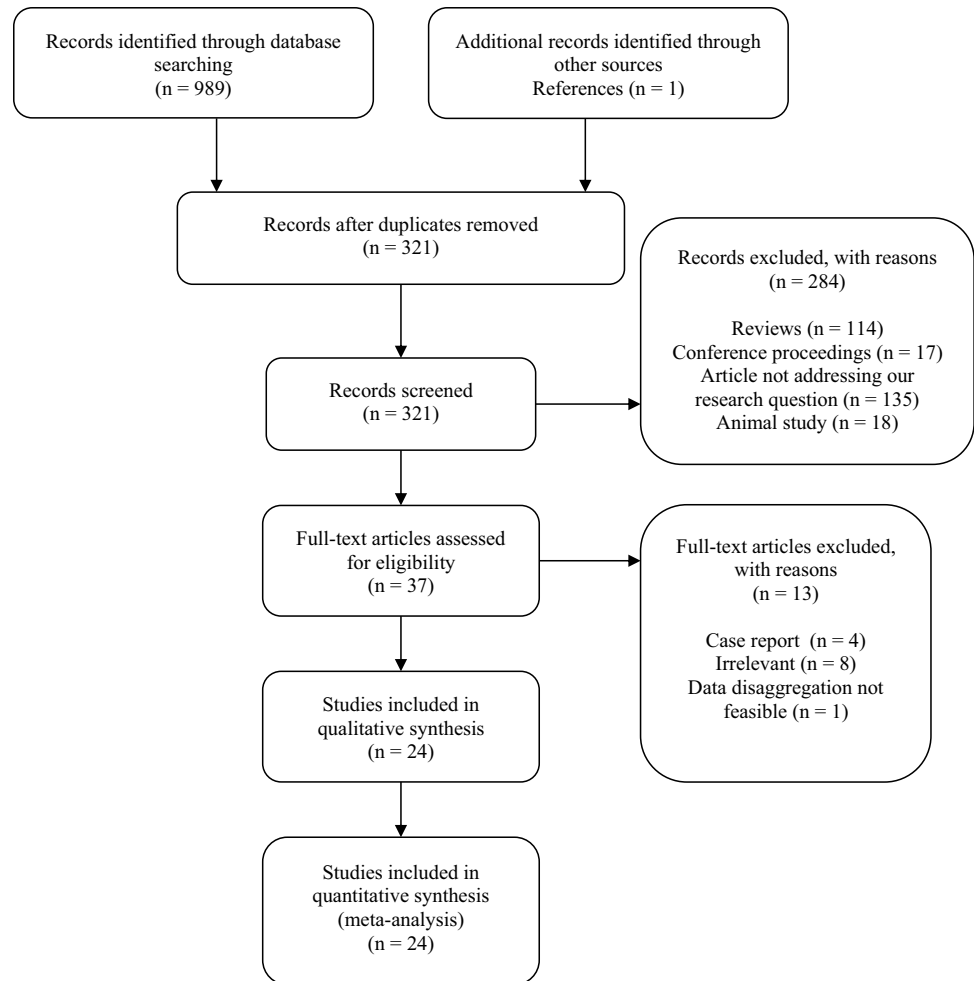 Records identified through database
searching
(n = 989)
Additional records identified through
other sources
References (n = 1)
Records after duplicates removed
(n = 321)
Records excluded, with reasons
(n = 284)
Reviews (n = 114)
Conference proceedings (n = 17)
Article not addressing our
research question (n = 135)
Animal study (n = 18)
Records screened
(n = 321)
Full-text articles assessed
for eligibility
(n = 37)
Full-text articles excluded,
with reasons
(n = 13)
Case report (n = 4)
Irrelevant (n = 8)
Data disaggregation not
feasible (n = 1)
Studies included in
qualitative synthesis
(n = 24)
Studies included in
quantitative synthesis
(meta-analysis)
(n = 24)